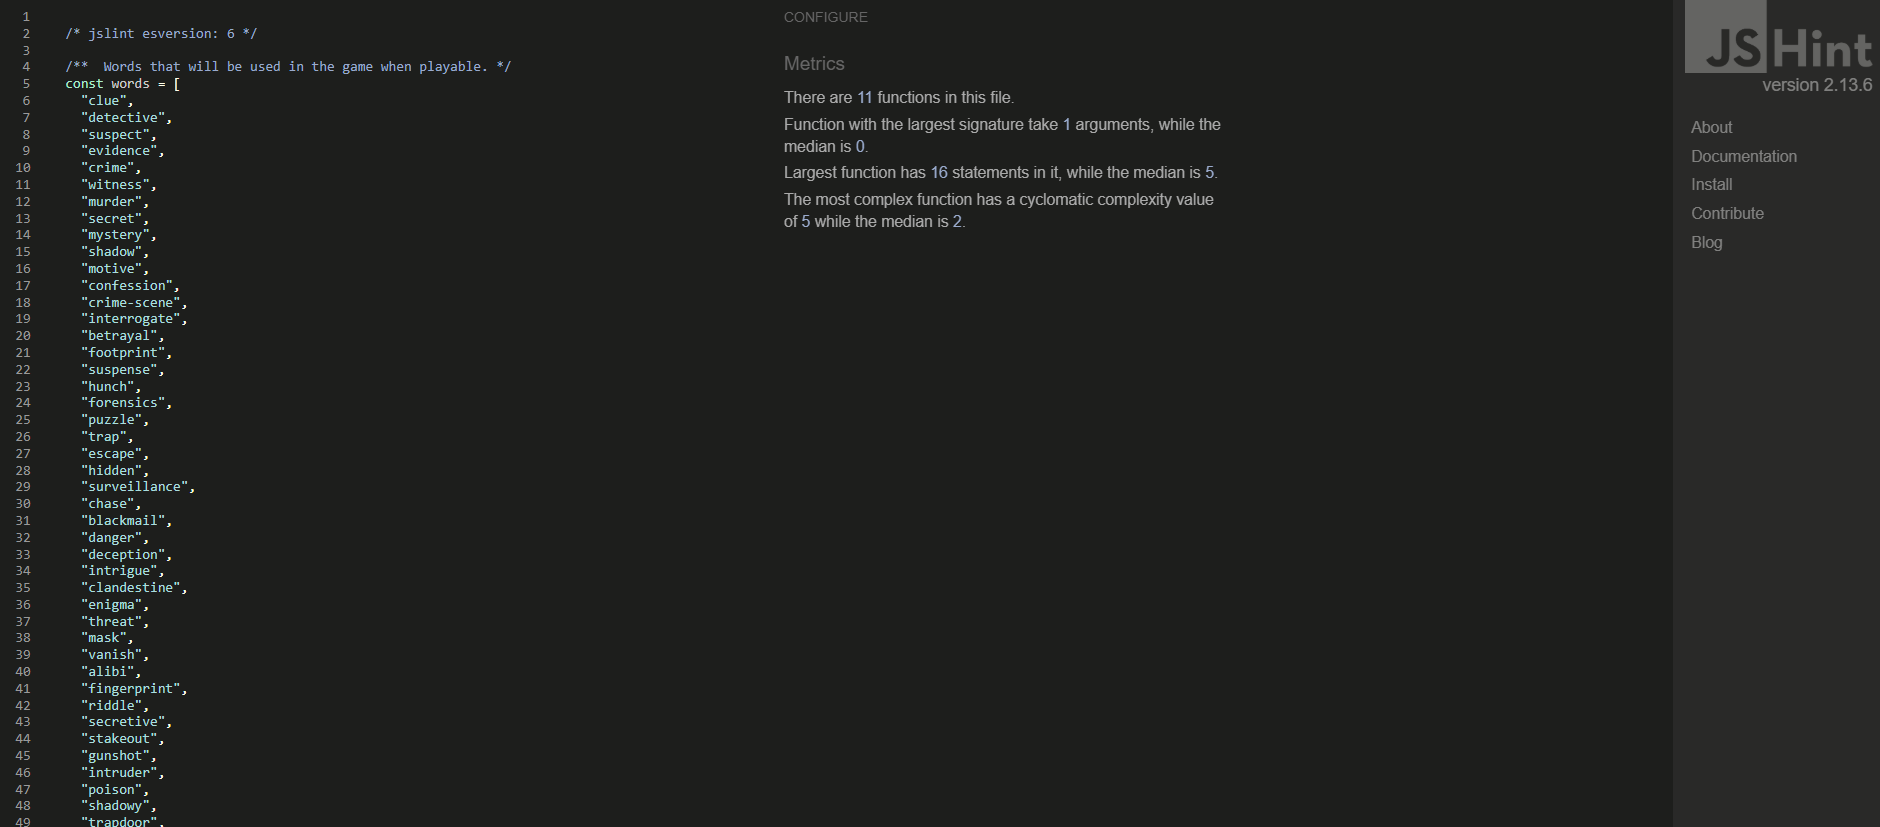 1
2 /* jslint esversion: 6 */
3
4 /**  Words that will be used in the game when playable. */
5 const words = [
6 "clue",
7 "detective",
8 "suspect",
9 "evidence",
10 "crime",
11 "witness",
12 "murder",
13 "secret",
14 "mystery",
15 "shadow",
16 "motive",
17 "confession",
18 "crime-scene",
19 "interrogate",
20 "betrayal",
21 "footprint",
22 "suspense",
23 "hunch",
24 "forensics",
25 "puzzle",
26 "trap",
27 "escape",
28 "hidden",
29 "surveillance",
30 "chase",
31 "blackmail",
32 "danger",
33 "deception",
34 "intrigue",
35 "clandestine",
36 "enigma",
37 "threat",
38 "mask",
39 "vanish",
40 "alibi",
41 "fingerprint",
42 "riddle",
43 "secretive",
44 "stakeout",
45 "gunshot",
46 "intruder",
47 "poison",
48 "shadowy",
49 "trapdoor",
CONFIGURE
Metrics
There are 11 functions in this file.
Function with the largest signature take 1 arguments, while the
median is 0.
Largest function has 16 statements in it, while the median is 5.
The most complex function has a cyclomatic complexity value
of 5 while the median is 2.
JSHint
version 2.13.6
About
Documentation
Install
Contribute
Blog